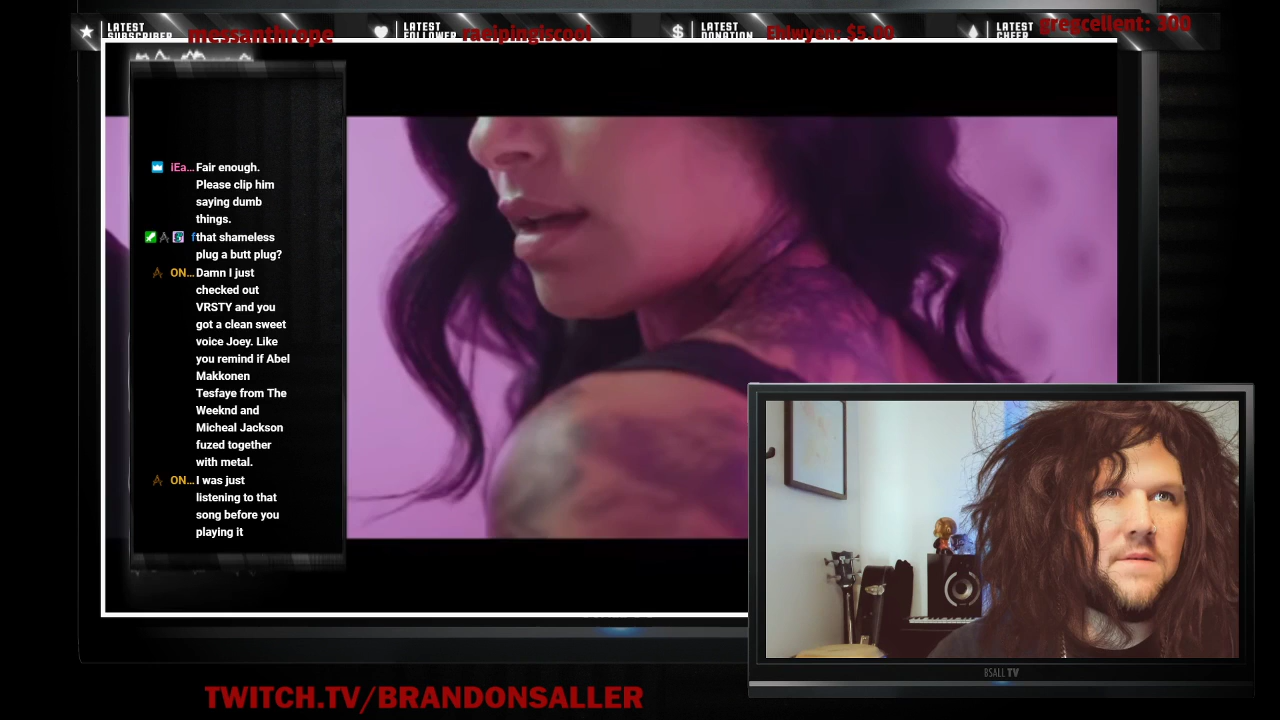 LATEST
SUBSCRIBER
messanthrope
LATEST
FOLLOWER
raeipingiscool
LATEST
DONATION
$5.00
LATEST
CHEER
gregcellent: 300
iEa... Fair enough.
Please clip him
saying dumb
things.
f that shameless
plug a butt plug?
ON... Damn I just
checked out
VRSTY and you
got a clean sweet
voice Joey. Like
you remind if Abel
Makkonen
Tesfaye from The
Weeknd and
Micheal Jackson
fuzed together
with metal.
ON... I was just
listening to that
song before you
playing it
BSALL TV
TWITCH.TV/BRANDONSALLER